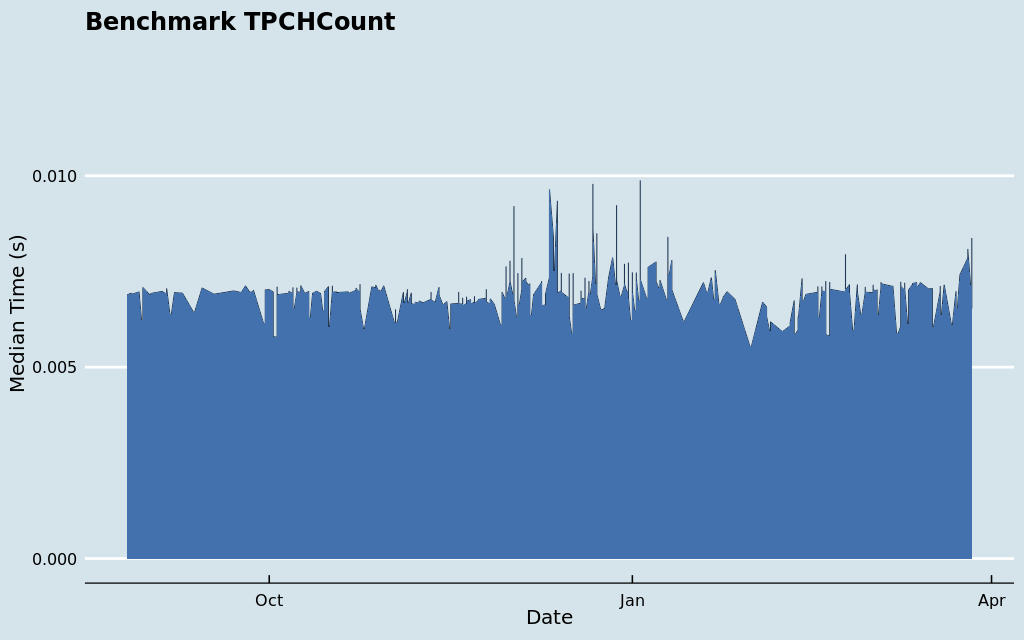 Benchmark TPCHCount
0.010
0.005
0.000
Median Time (s)
Oct
Jan
Apr
Date